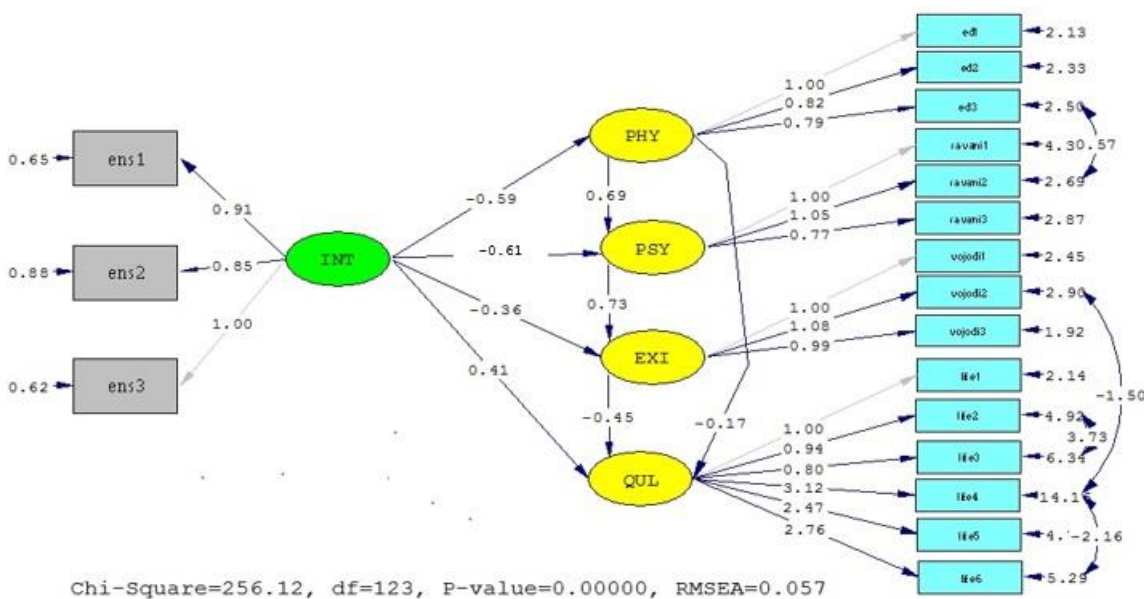 ed1
2.13
ed2
2.33
1.00
0.82
0.79
ed3
2.50
0.57
PHY
ravani1
4.3
ravani2
2.69
0.65
ens1
-0.59
0.69
1.00
1.05
0.77
ravani3
2.87
0.91
PSY
-0.61
vojodi1
2.45
0.88
ens2
0.85
INT
vojodi2
2.90
0.73
1.00
1.08
0.99
-0.36
vojodi3
1.92
1.00
EXI
0.41
life1
2.14
0.62
ens3
-0.45
-0.17
-1.50
1.00
0.94
0.80
3.12
2.47
2.76
life2
4.92
3.73
life3
6.34
QUL
life4
14.1
life5
4.
-2.16
life6
5.29
Chi-Square=256.12, df=123, P-value=0.00000, RMSEA=0.057